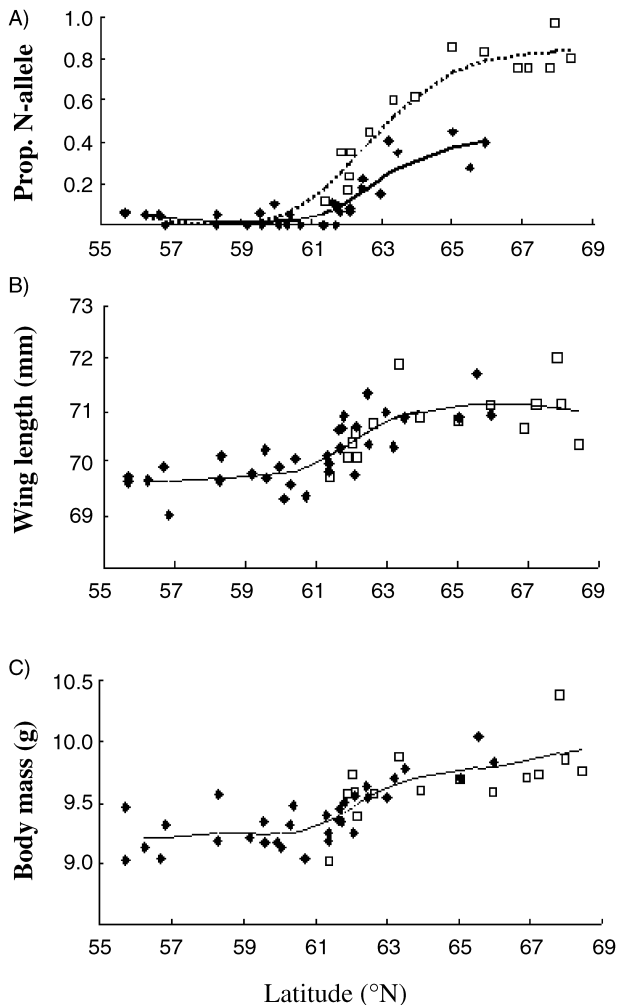 A)
Prop. N-allele
1.0
0.8
0.6
0.4
0.2
55 57 59 61 63 65 67 69
B)
Wing length (mm)
73
72
71
70
69
55 57 59 61 63 65 67 69
C)
Body mass (g)
10.5
10.0
9.5
9.0
55 57 59 61 63 65 67 69
Latitude (°N)